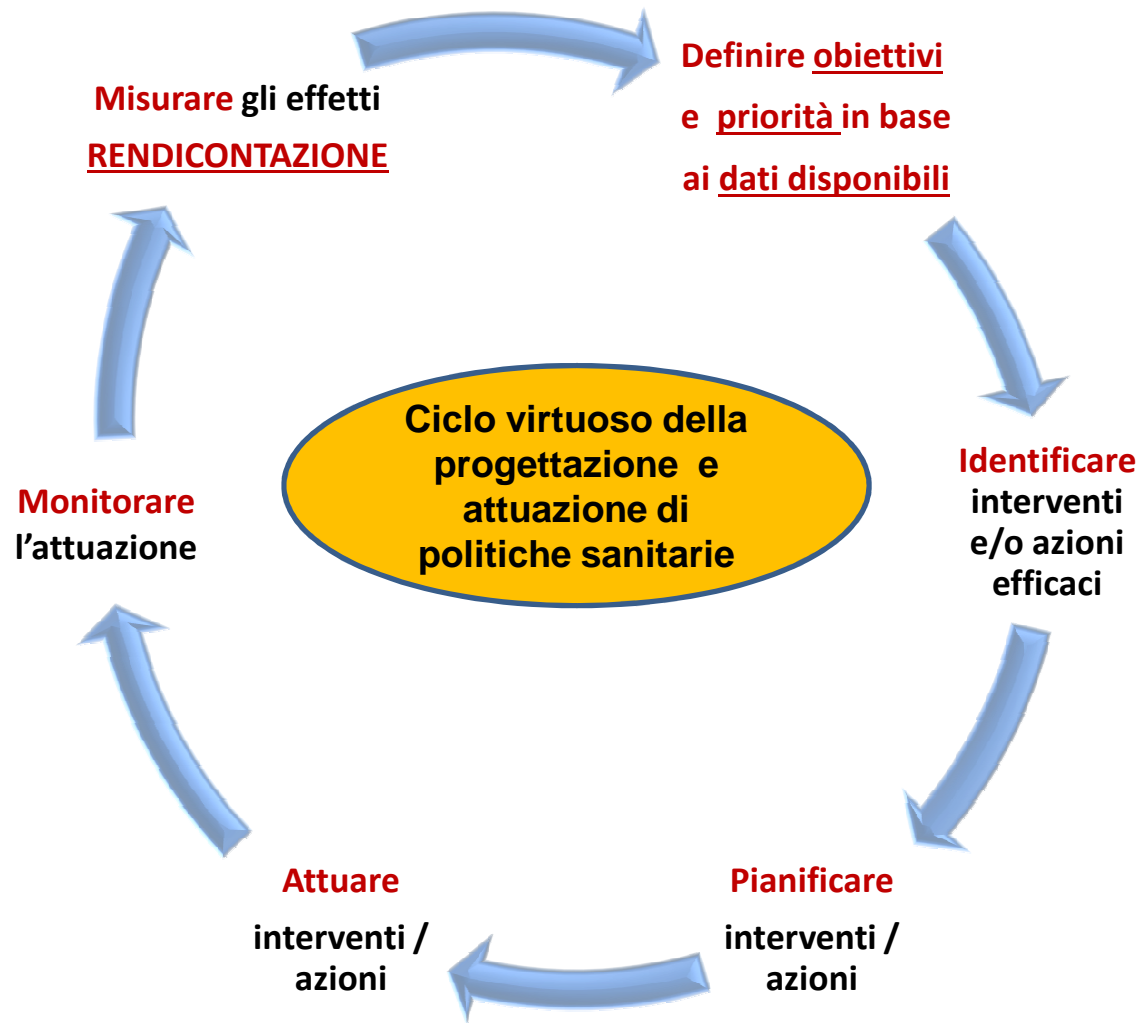 Definire obiettivi
e priorità in base
ai dati disponibili
Identificare
interventi
e/o azioni
efficaci
Pianificare
interventi /
azioni
Attuare
interventi /
azioni
Monitorare
l’attuazione
Misurare gli effetti
RENDICONTAZIONE
Ciclo virtuoso della
progettazione e
attuazione di
politiche sanitarie